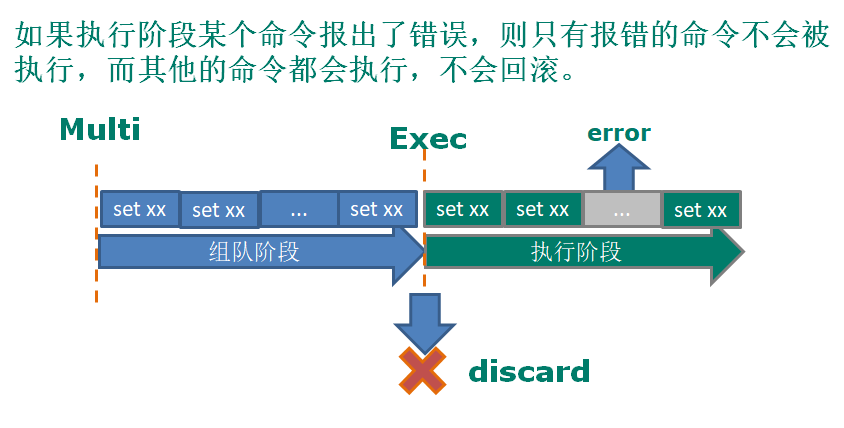 如果执行阶段某个命令报出了错误，则只有报错的命令不会被
执行，而其他的命令都会执行，不会回滚。
Multi
Exec
error
set xx
set xx
...
set xx
set xx
set xx
...
set xx
组队阶段
执行阶段
discard